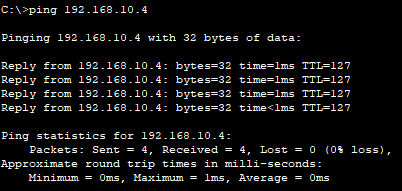 C:\>ping 192.168.10.4
Pinging 192.168.10.4 with 32 bytes of data:
Reply from 192.168.10.4: bytes=32 time=1ms TTL=127
Reply from 192.168.10.4: bytes=32 time=1ms TTL=127
Reply from 192.168.10.4: bytes=32 time=1ms TTL=127
Reply from 192.168.10.4: bytes=32 time<1ms TTL=127
Ping statistics for 192.168.10.4:
Packets: Sent = 4, Received = 4, Lost = 0 (0% loss),
Approximate round trip times in milli-seconds:
Minimum = 0ms, Maximum = 1ms, Average = 0ms